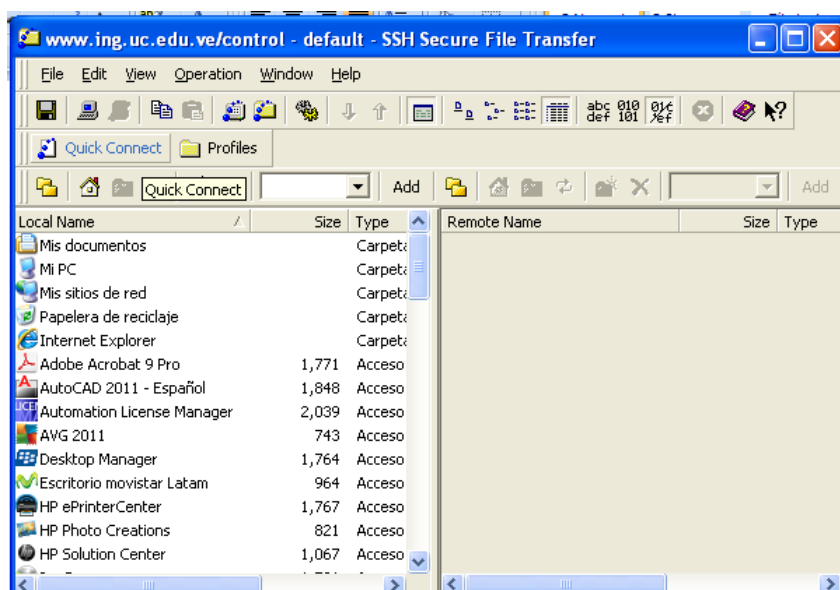 www.ing.uc.edu.ve/control - default - SSH Secure File Transfer
File Edit View Operation Window Help
abc def 010 101
Quick Connect Profiles
Quick Connect Add Add
Local Name Size Type Remote Name Size Type
Mis documentos Carpeta
Mi PC Carpeta
Mis sitios de red Carpeta
Papelera de reciclaje Carpeta
Internet Explorer Carpeta
Adobe Acrobat 9 Pro 1,771 Acceso
AutoCAD 2011 - Español 1,848 Acceso
Automation License Manager 2,039 Acceso
AVG 2011 743 Acceso
Desktop Manager 1,764 Acceso
Escritorio movistar Latam 964 Acceso
HP ePrinterCenter 1,767 Acceso
HP Photo Creations 821 Acceso
HP Solution Center 1,067 Acceso